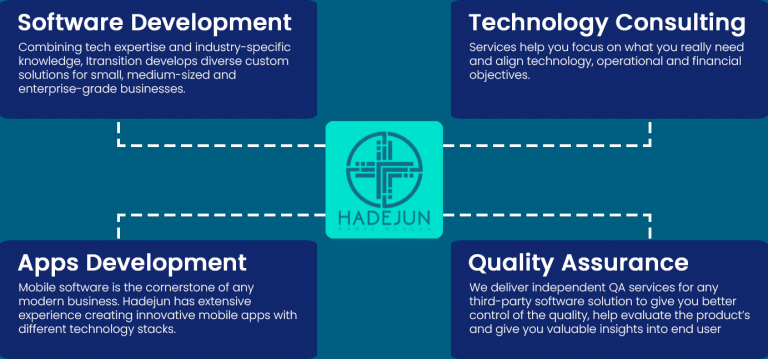 Software Development
Combining tech expertise and industry-specific
knowledge, Itransition develops diverse custom
solutions for small, medium-sized and
enterprise-grade businesses.
Technology Consulting
Services help you focus on what you really need
and align technology, operational and financial
objectives.
HADEJUN
Apps Development
Mobile software is the cornerstone of any
modern business. Hadejun has extensive
experience creating innovative mobile apps with
different technology stacks.
Quality Assurance
We deliver independent QA services for any
third-party software solution to give you better
control of the quality, help evaluate the product’s
and give you valuable insights into end user